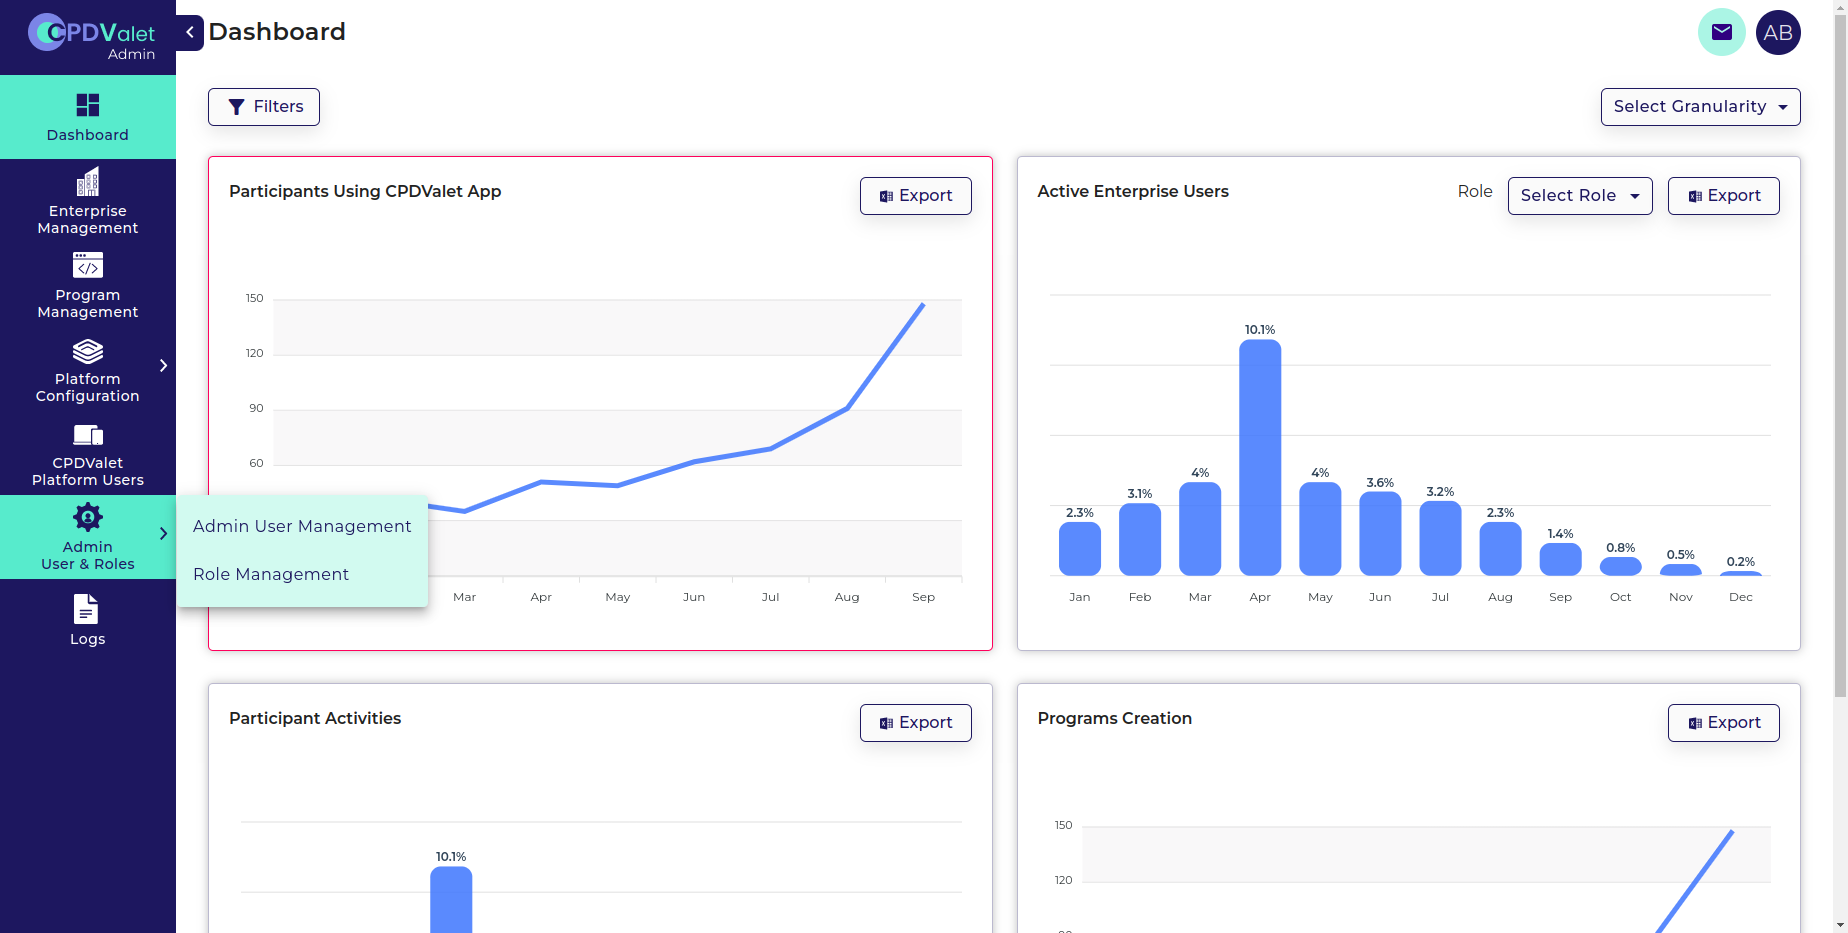 CPDValet
Admin
Dashboard
AB
Dashboard
Filters
Select Granularity
Enterprise
Management
Program
Management
Platform
Configuration
CPDValet
Platform Users
Admin
User & Roles
Logs
Admin User Management
Role Management
Participants Using CPDValet App
Export
150
120
90
60
Mar
Apr
May
Jun
Jul
Aug
Sep
Active Enterprise Users
Role
Select Role
Export
2.3%
3.1%
4%
10.1%
4%
3.6%
3.2%
2.3%
1.4%
0.8%
0.5%
0.2%
Jan
Feb
Mar
Apr
May
Jun
Jul
Aug
Sep
Oct
Nov
Dec
Participant Activities
Export
10.1%
Programs Creation
Export
150
120